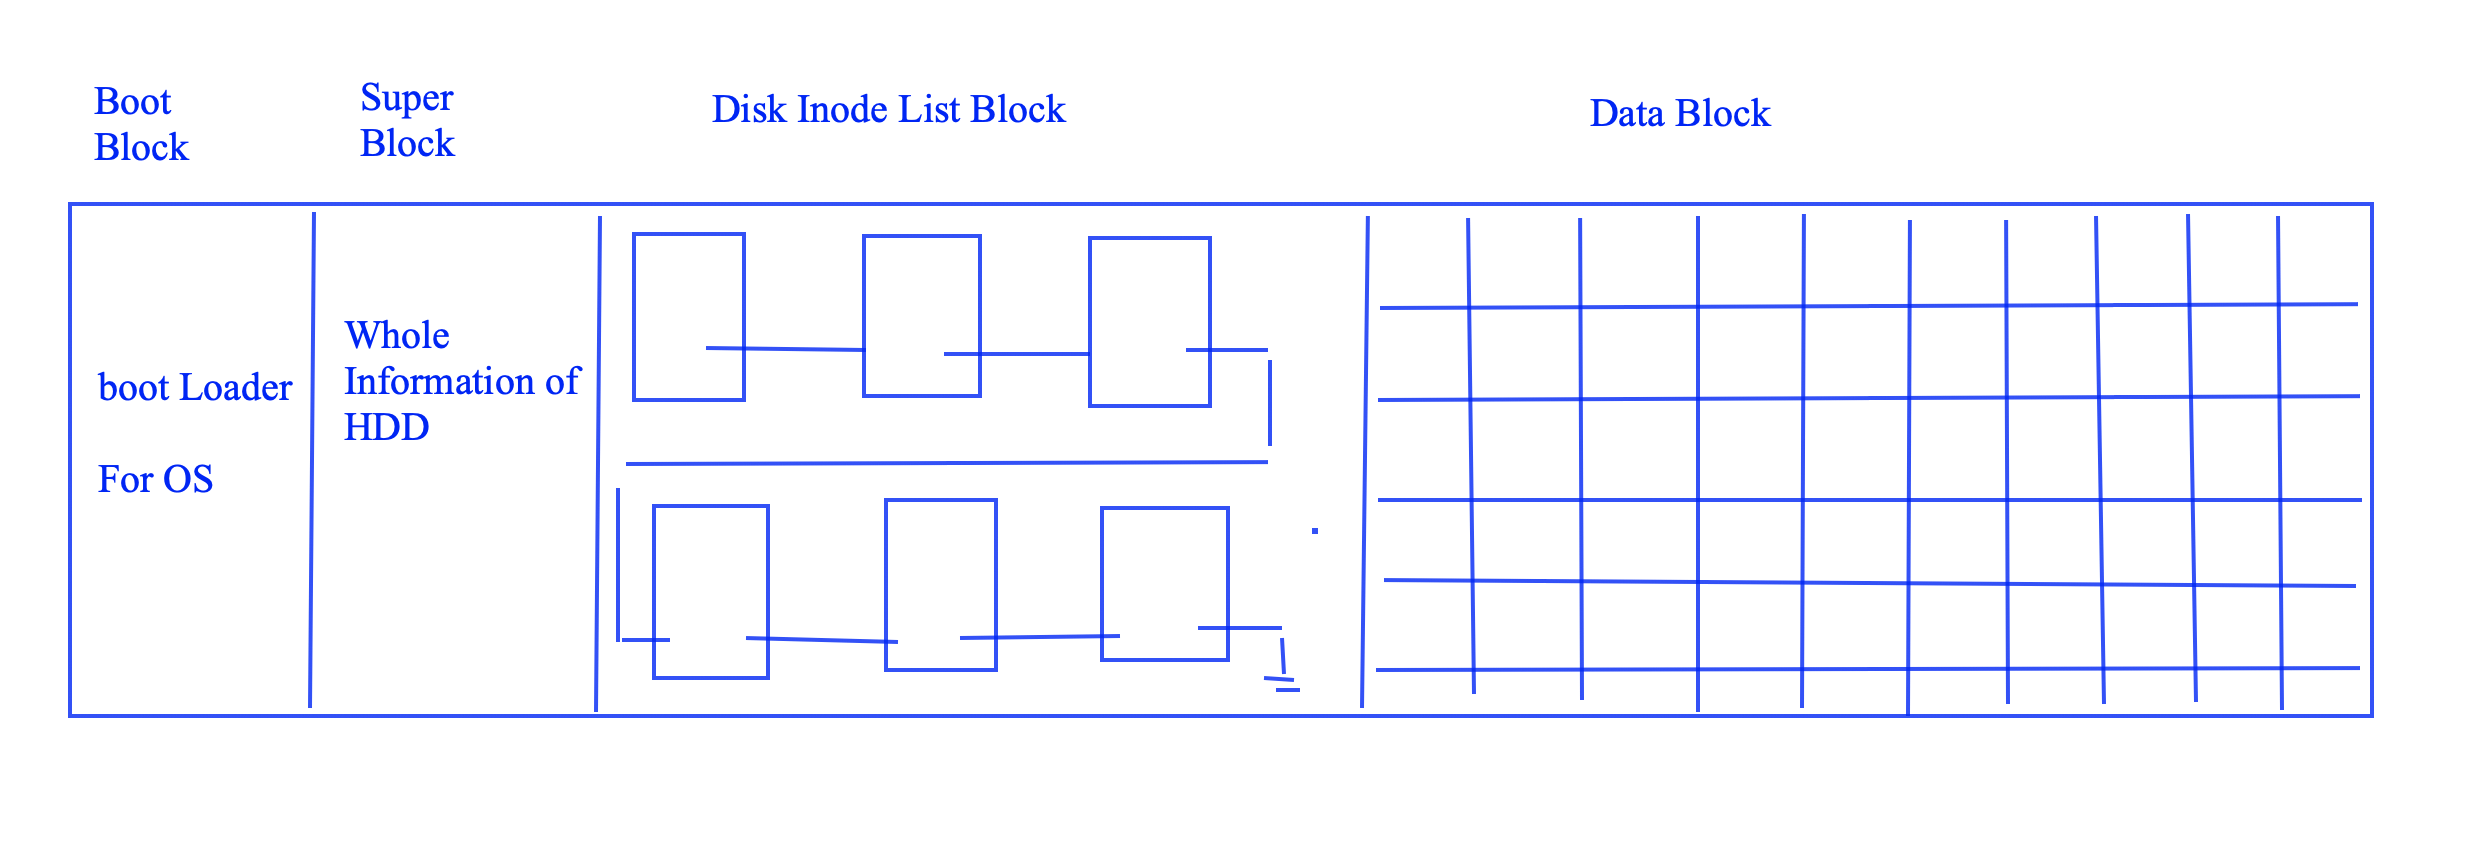 Boot
Block
Super
Block
Disk Inode List Block
Data Block
boot Loader
For OS
Whole
Information of
HDD